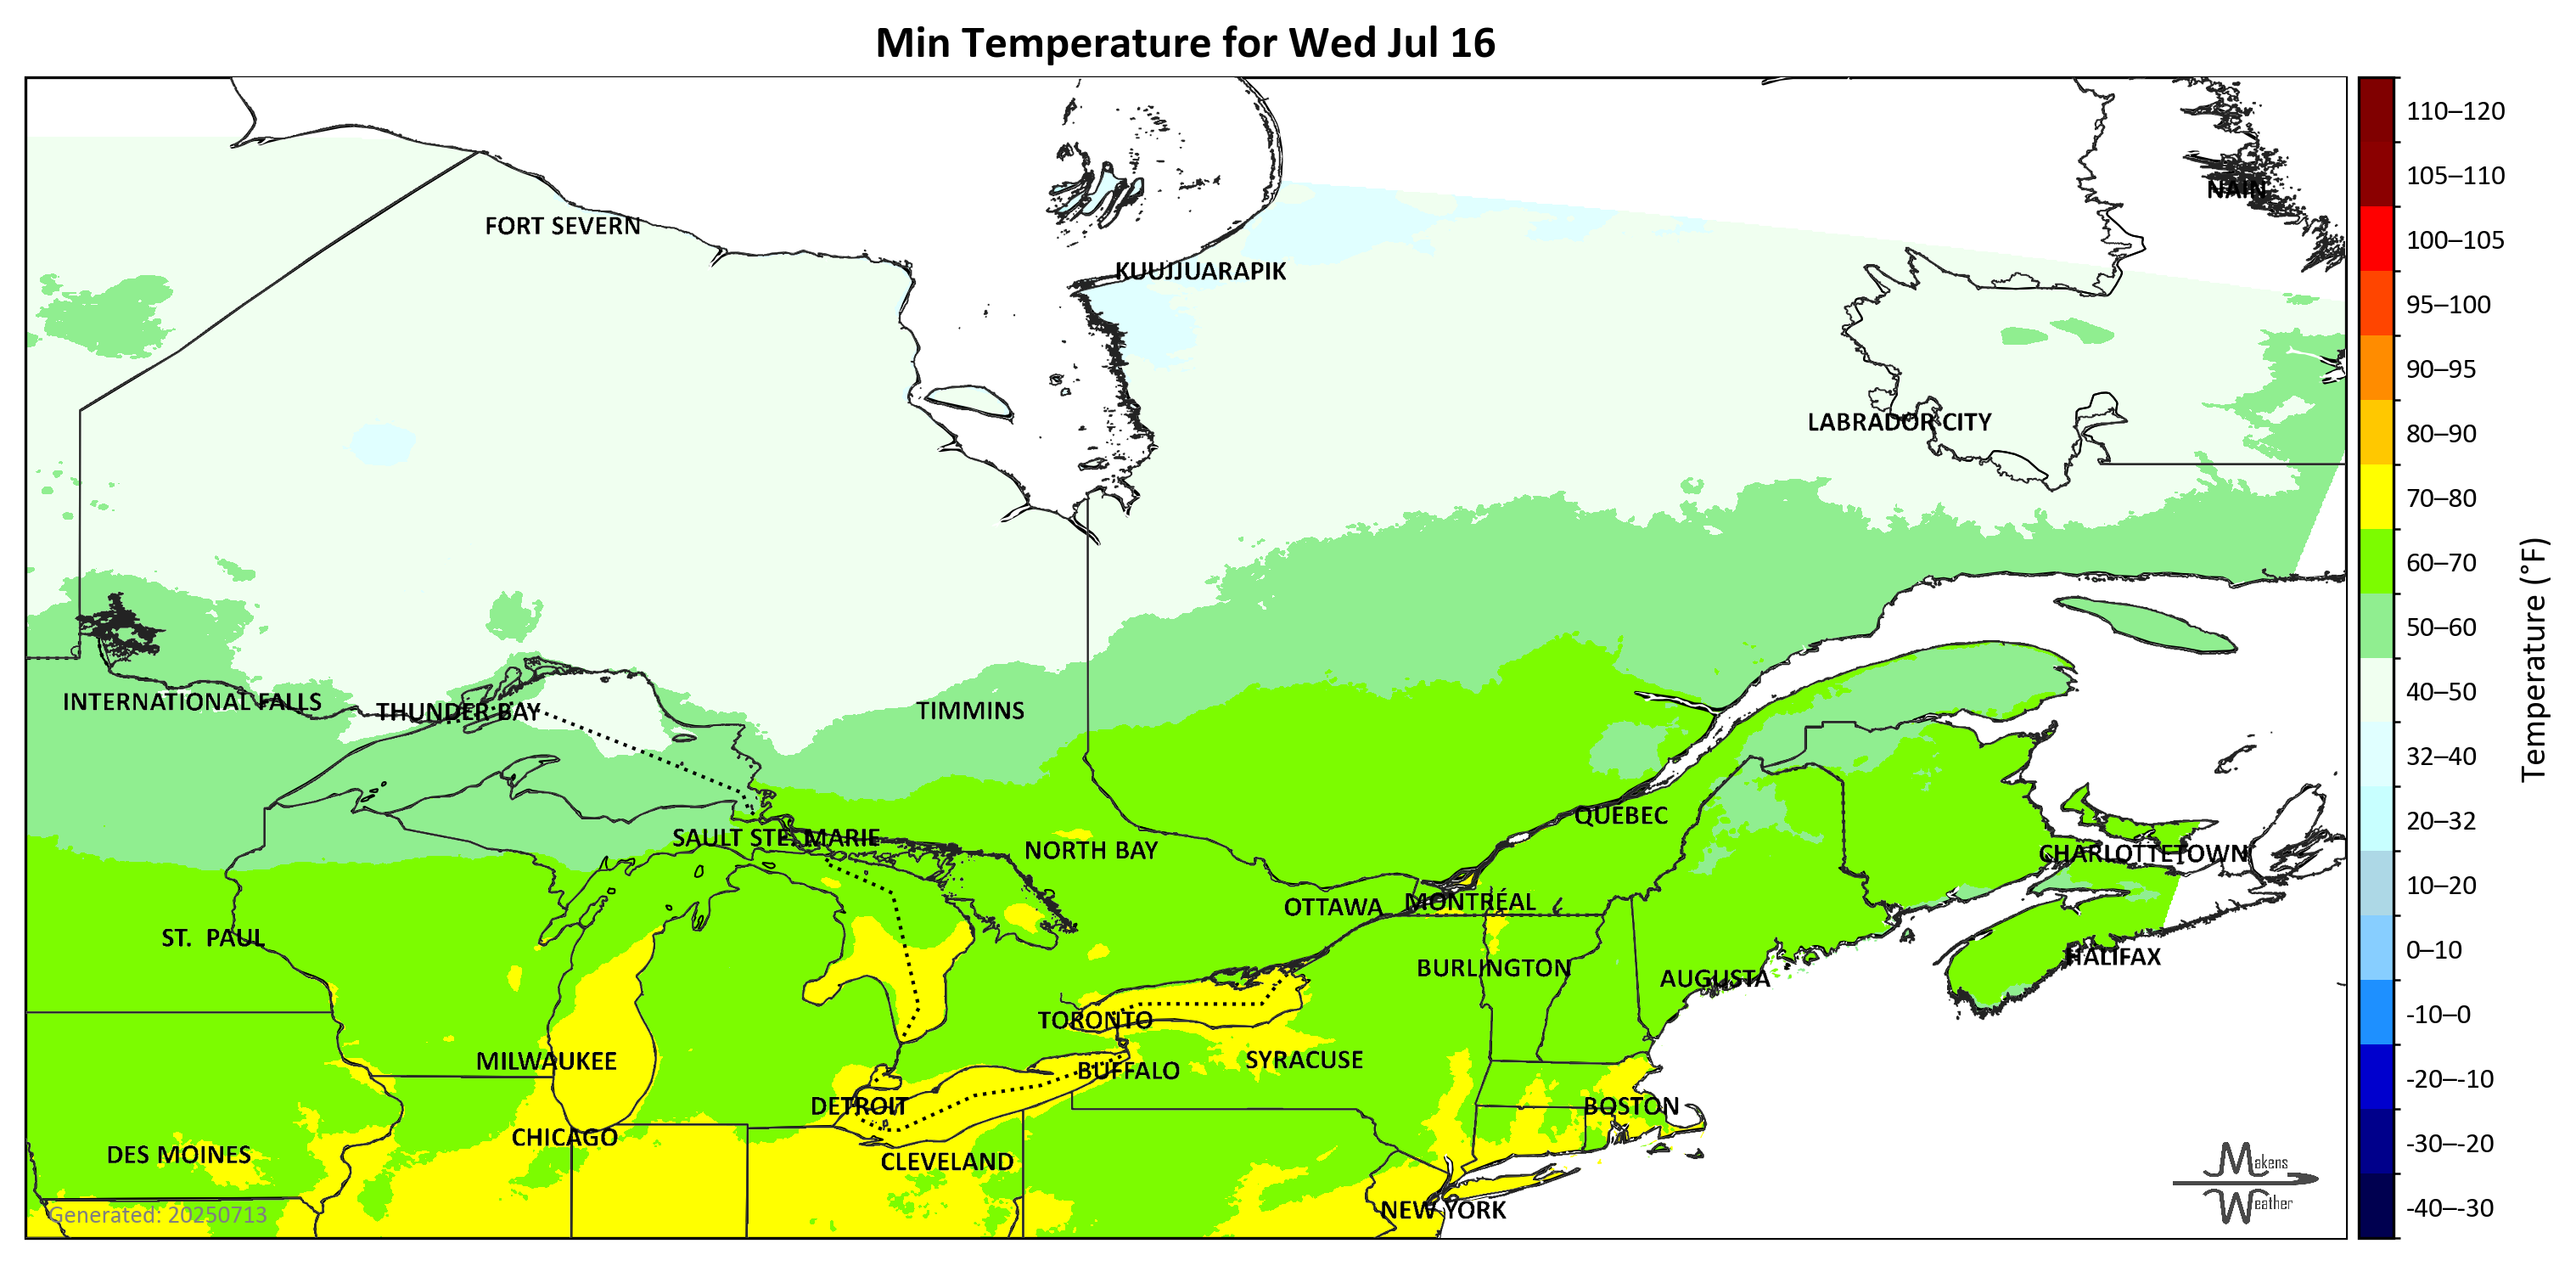 Min Temperature for Wed Jul 16
FORT SEVERN
KUUJJUARAPIK
NAIN
LABRADOR CITY
INTERNATIONAL FALLS
THUNDER BAY
TIMMINS
SAULT STE. MARIE
NORTH BAY
QUÉBEC
CHARLOTTETOWN
OTTAWA
MONTRÉAL
ST. PAUL
BURLINGTON
AUGUSTA
HALIFAX
TORONTO
MILWAUKEE
BUFFALO
SYRACUSE
DETROIT
BOSTON
CHICAGO
DES MOINES
CLEVELAND
NEW YORK
Generated: 20250713
Makens
Weather
110–120
105–110
100–105
95–100
90–95
80–90
70–80
60–70
50–60
40–50
32–40
20–32
10–20
0–10
-10–0
-20–-10
-30–-20
-40–-30
Temperature (°F)